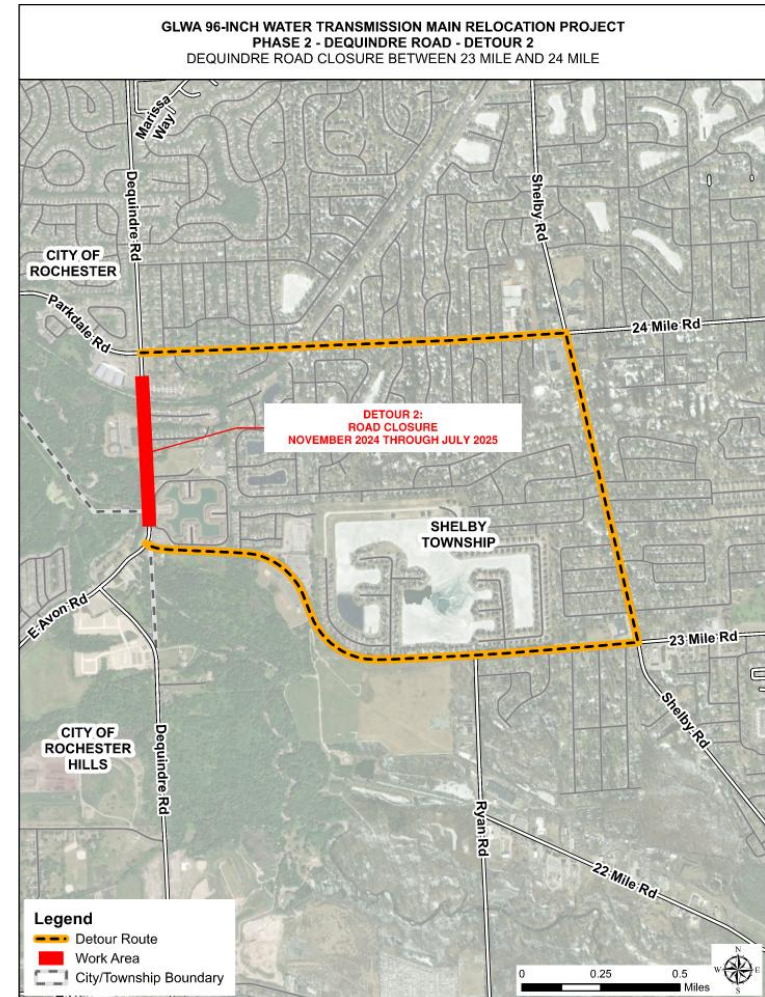 GLWA 96-INCH WATER TRANSMISSION MAIN RELOCATION PROJECT
PHASE 2 - DEQUINDRE ROAD - DETOUR 2
DEQUINDRE ROAD CLOSURE BETWEEN 23 MILE AND 24 MILE
Marissa
Way
Dequindre Rd
Shelby Rd
CITY OF
ROCHESTER
Parkdale Rd
24 Mile Rd
DETOUR 2:
ROAD CLOSURE
NOVEMBER 2024 THROUGH JULY 2025
SHELBY
TOWNSHIP
E Avon Rd
23 Mile Rd
CITY OF
ROCHESTER
HILLS
Dequindre Rd
Shelby Rd
Ryan Rd
22 Mile Rd
Legend
Detour Route
Work Area
City/Township Boundary
0 0.25 0.5
Miles
N
W E
S